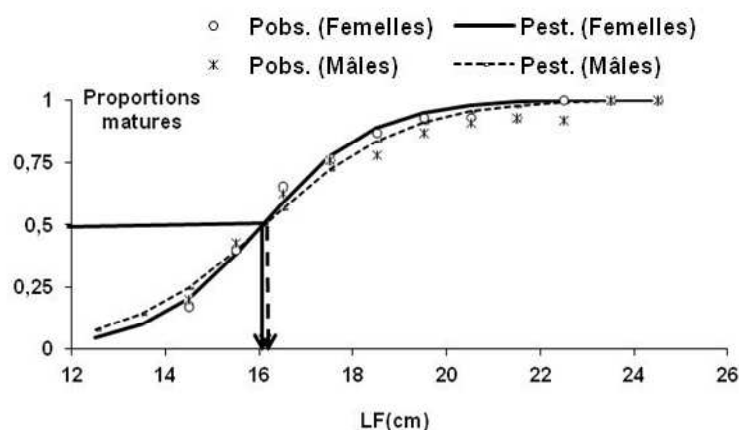 Pobs. (Femelles) Pest. (Femelles)
Pobs. (Mâles) Pest. (Mâles)
Proportions
matures
1
0,75
0,5
0,25
0
12 14 16 18 20 22 24 26
LF(cm)